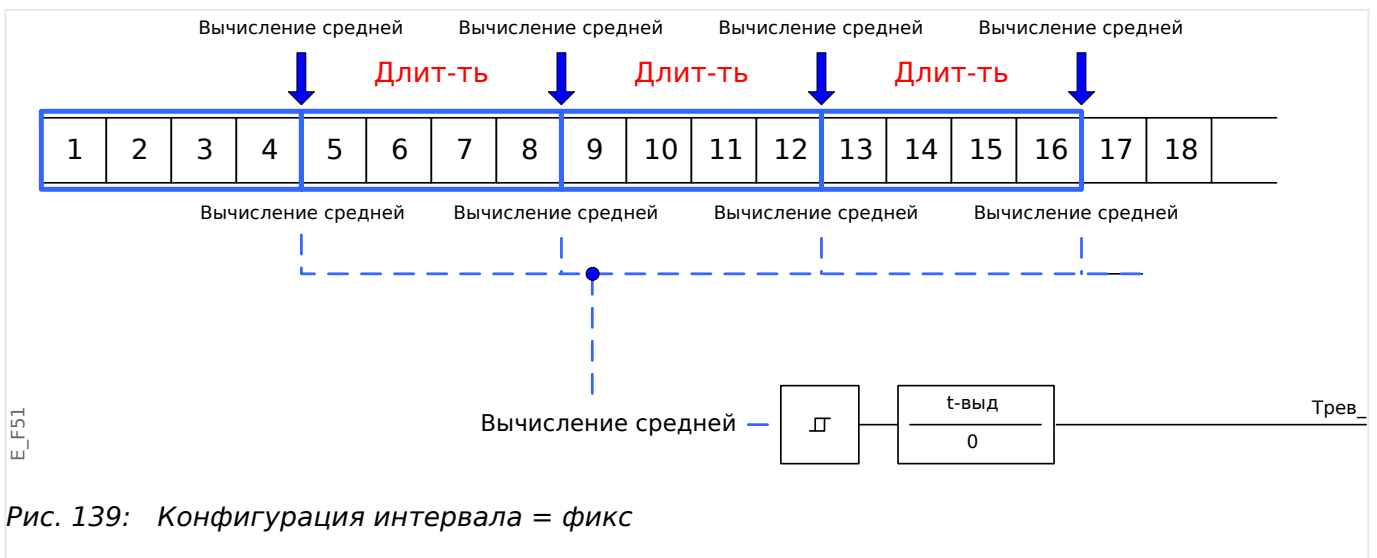 Вычисление средней Вычисление средней Вычисление средней Вычисление средней
Длит-ть Длит-ть Длит-ть
1 2 3 4 5 6 7 8 9 10 11 12 13 14 15 16 17 18
Вычисление средней Вычисление средней Вычисление средней Вычисление средней
t-выд
Трев_
Вычисление средней
0
E_F51
Рис. 139: Конфигурация интервала = фикс